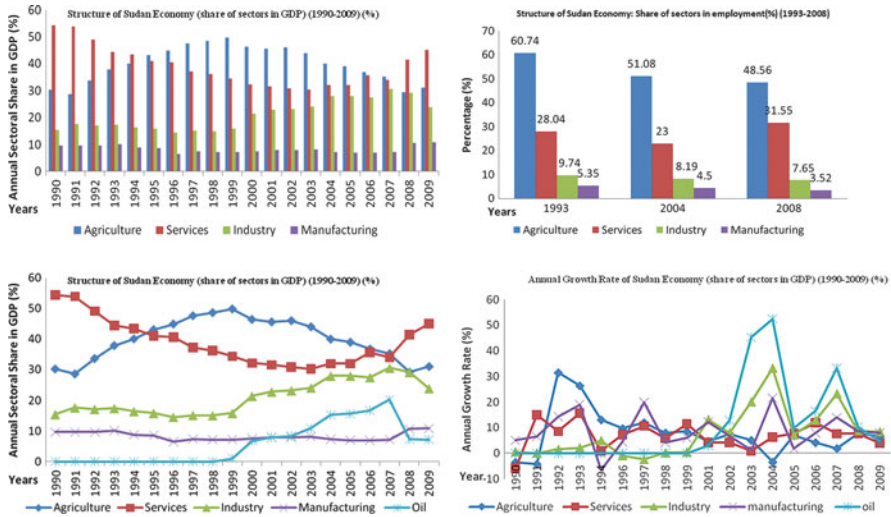 Structure of Sudan Economy (share of sectors in GDP) (1990-2009) (%)
Annual Sectoral Share in GDP (%)
60
50
40
30
20
10
0
1990 1991 1992 1993 1994 1995 1996 1997 1998 1999 2000 2001 2002 2003 2004 2005 2006 2007 2008 2009
Years
Agriculture Services Industry Manufacturing
Structure of Sudan Economy: Share of sectors in employment(%) (1993-2008)
Percentage (%)
70
60
50
40
30
20
10
0
60.74
28.04
9.74
5.35
51.08
23
8.19
4.5
48.56
31.55
7.65
3.52
Years
1993 2004 2008
Agriculture Services Industry Manufacturing
Structure of Sudan Economy (share of sectors in GDP) (1990-2009) (%)
Annual Sectoral Share in GDP (%)
60
50
40
30
20
10
0
1990 1991 1992 1993 1994 1995 1996 1997 1998 1999 2000 2001 2002 2003 2004 2005 2006 2007 2008 2009
Years
Agriculture Services Industry manufacturing Oil
Annual Growth Rate of Sudan Economy (share of sectors in GDP) (1990-2009) (%)
Annual Growth Rate (%)
60
50
40
30
20
10
0
-10
Year.
1993 1996 1997 1998 2000 2001 2002 2003 2005 2006 2007 2008 2009
Agriculture Services Industry manufacturing oil